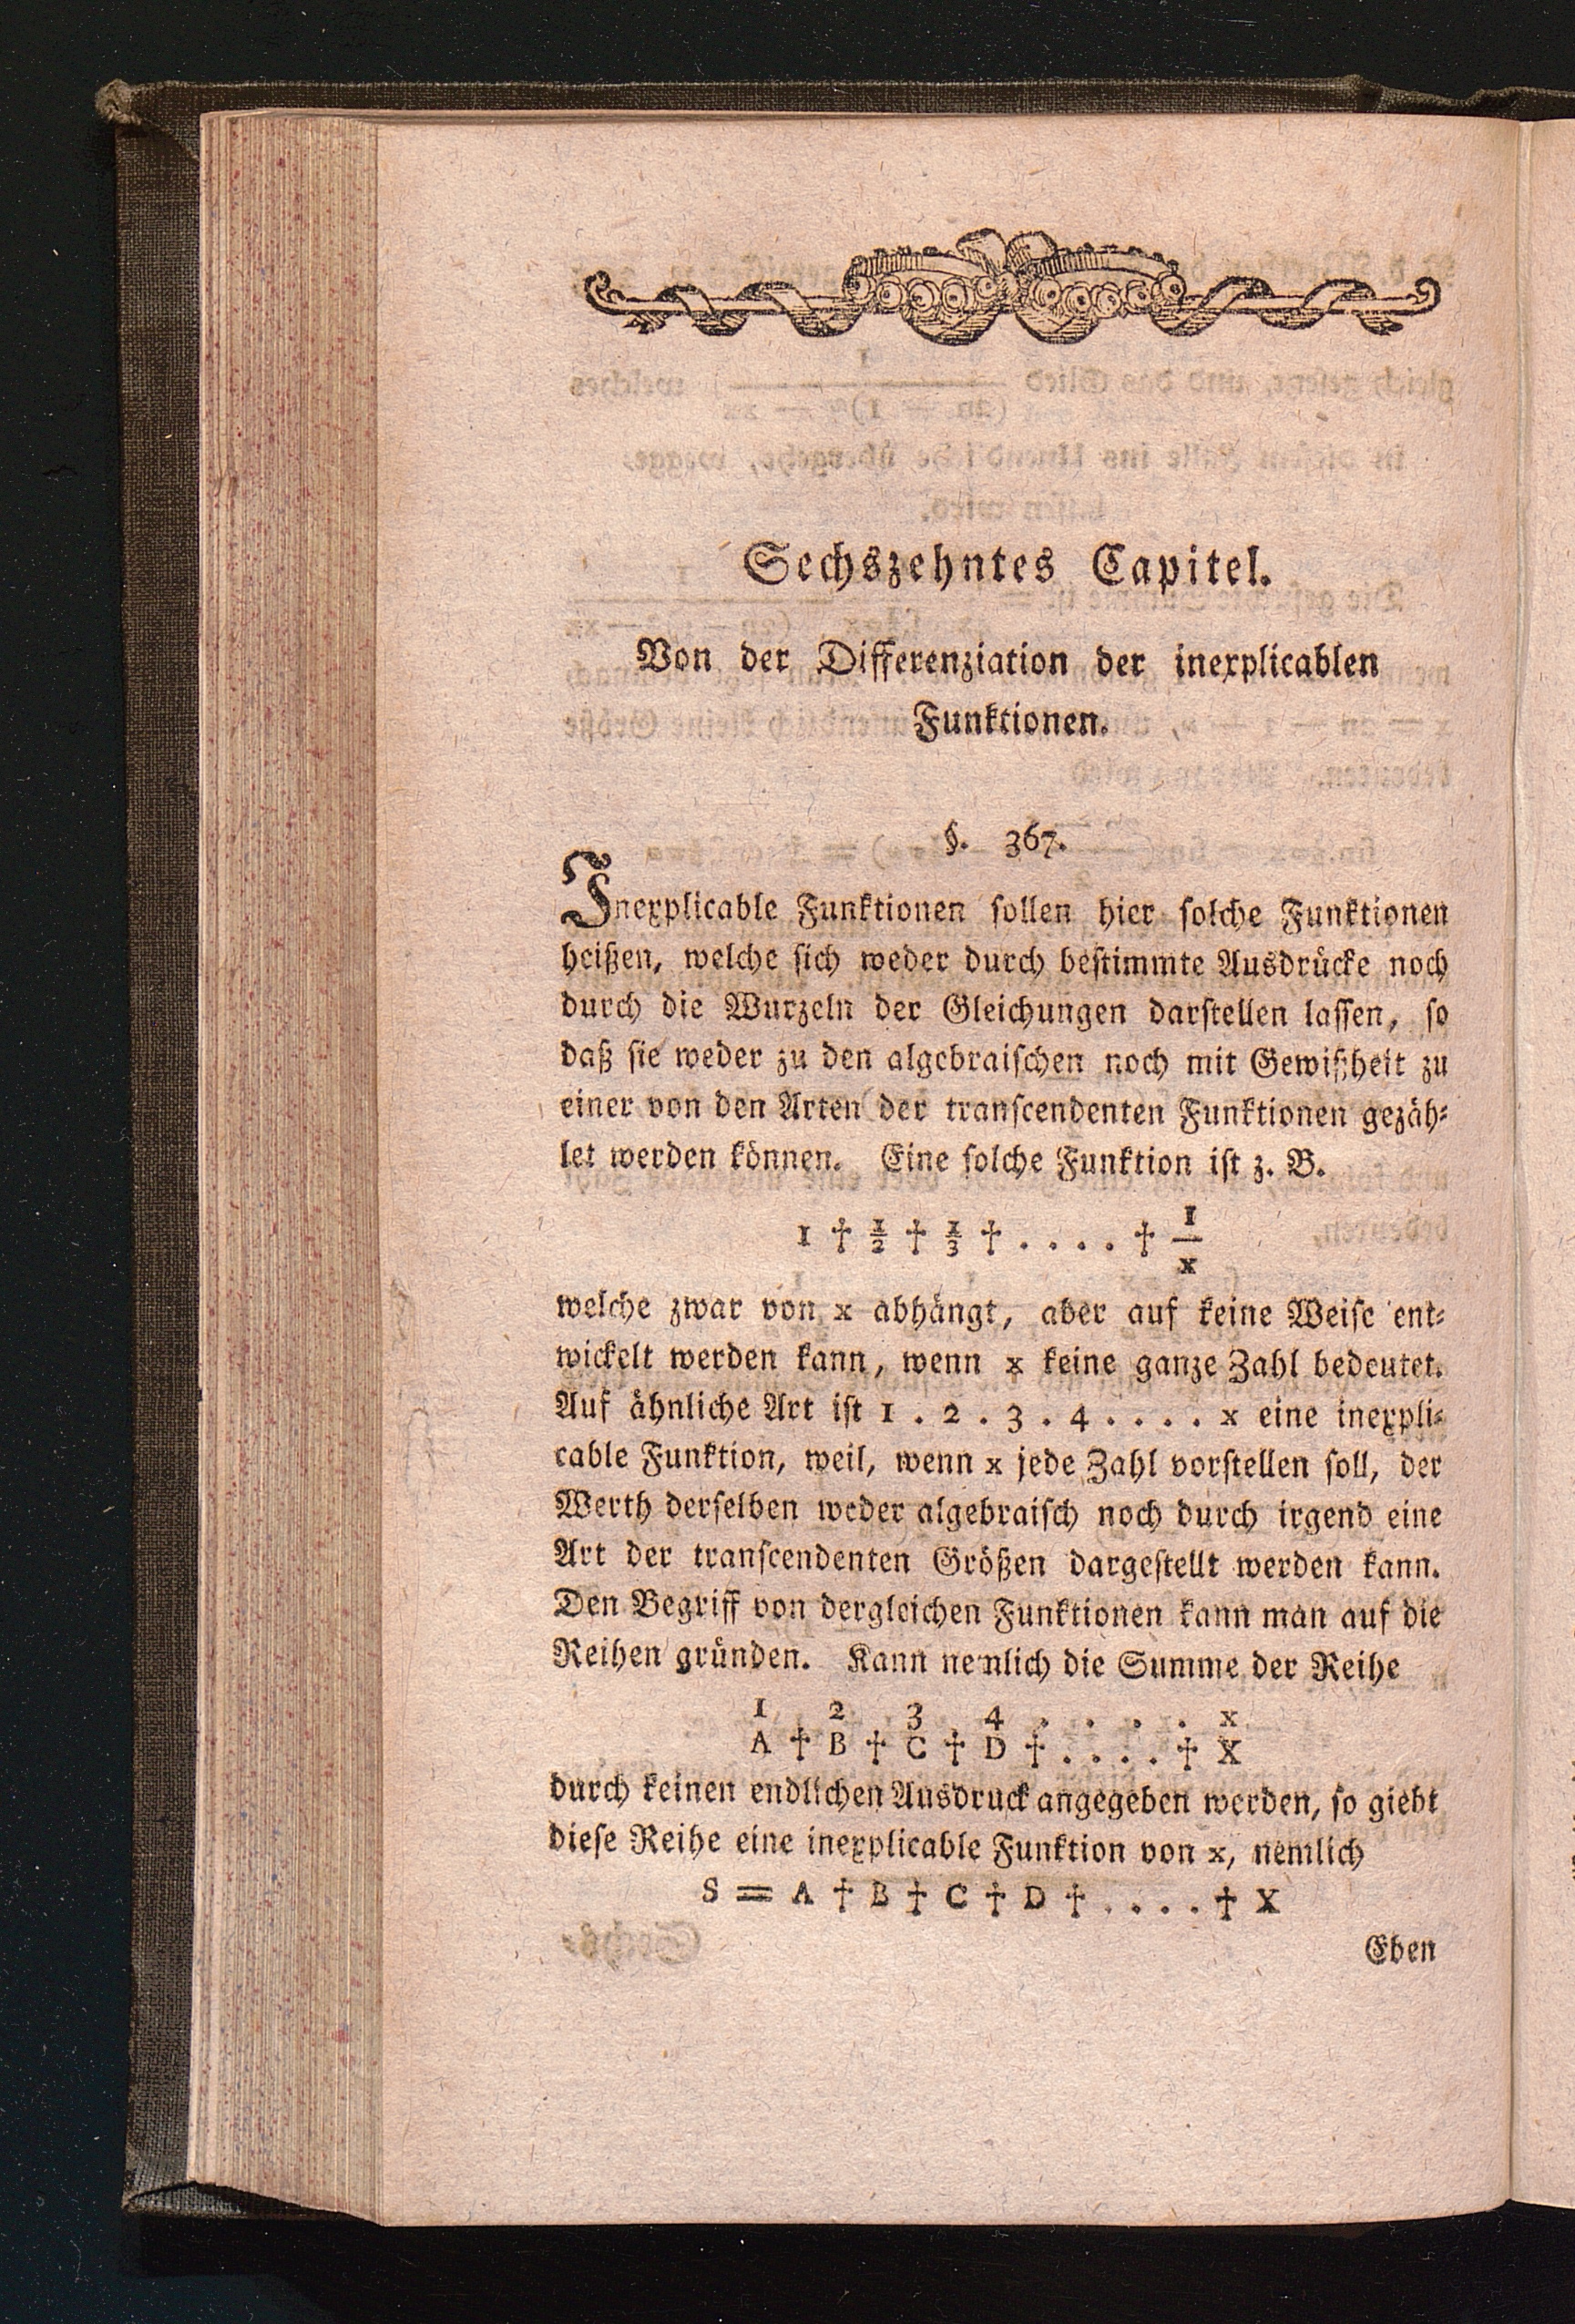 Sechszehntes Capitel.
Von der Differenziation der inexplicablen
Funktionen.
§. 367.
Inexplicable Funktionen sollen hier solche Funktionen
heißen, welche sich weder durch bestimmte Ausdrücke noch
durch die Wurzeln der Gleichungen darstellen lassen, so
daß sie weder zu den algebraischen noch mit Gewißheit zu
einer von den Arten der transcendenten Funktionen gezäh-
let werden können. Eine solche Funktion ist z. B.
1 † 1/2 † 1/3 † . . . . † 1/x
welche zwar von x abhängt, aber auf keine Weise ent-
wickelt werden kann, wenn x keine ganze Zahl bedeutet.
Auf ähnliche Art ist 1 . 2 . 3 . 4 . . . . x eine inexpli-
cable Funktion, weil, wenn x jede Zahl vorstellen soll, der
Werth derselben weder algebraisch noch durch irgend eine
Art der transcendenten Größen dargestellt werden kann.
Den Begriff von dergleichen Funktionen kann man auf die
Reihen gründen. Kann nemlich die Summe der Reihe
1 2 3 4 . . . . x
A † B † C † D † . . . . † X
durch keinen endlichen Ausdruck angegeben werden, so giebt
diese Reihe eine inexplicable Funktion von x, nemlich
S = A † B † C † D † . . . . † X
Eben